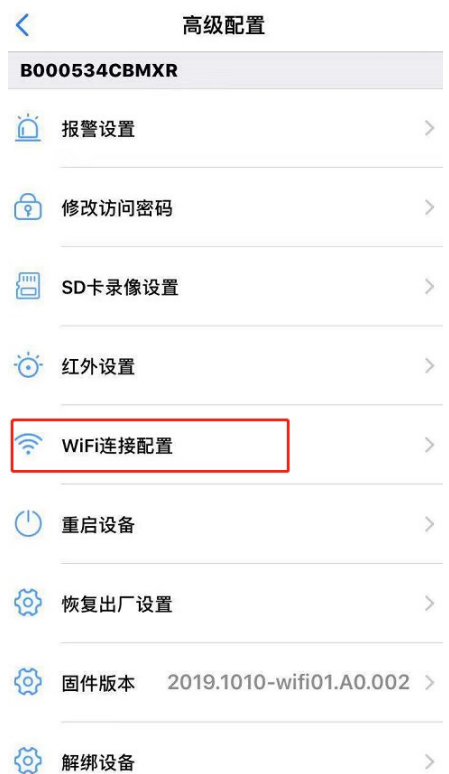 高级配置
B000534CBMXR
报警设置
修改访问密码
SD卡录像设置
红外设置
WiFi连接配置
重启设备
恢复出厂设置
固件版本 2019.1010-wifi01.A0.002
解绑设备